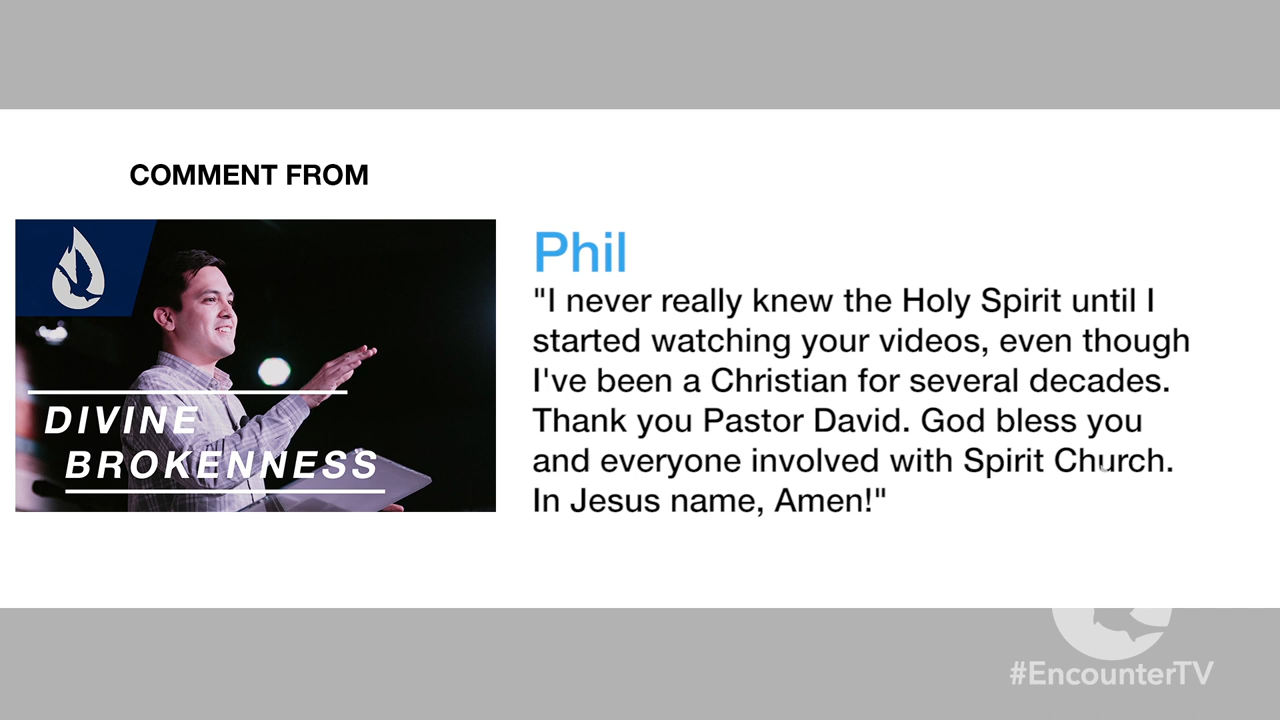 COMMENT FROM
DIVINE
BROKENNESS
Phil
"I never really knew the Holy Spirit until I
started watching your videos, even though
I've been a Christian for several decades.
Thank you Pastor David. God bless you
and everyone involved with Spirit Church.
In Jesus name, Amen!"
#EncounterTV